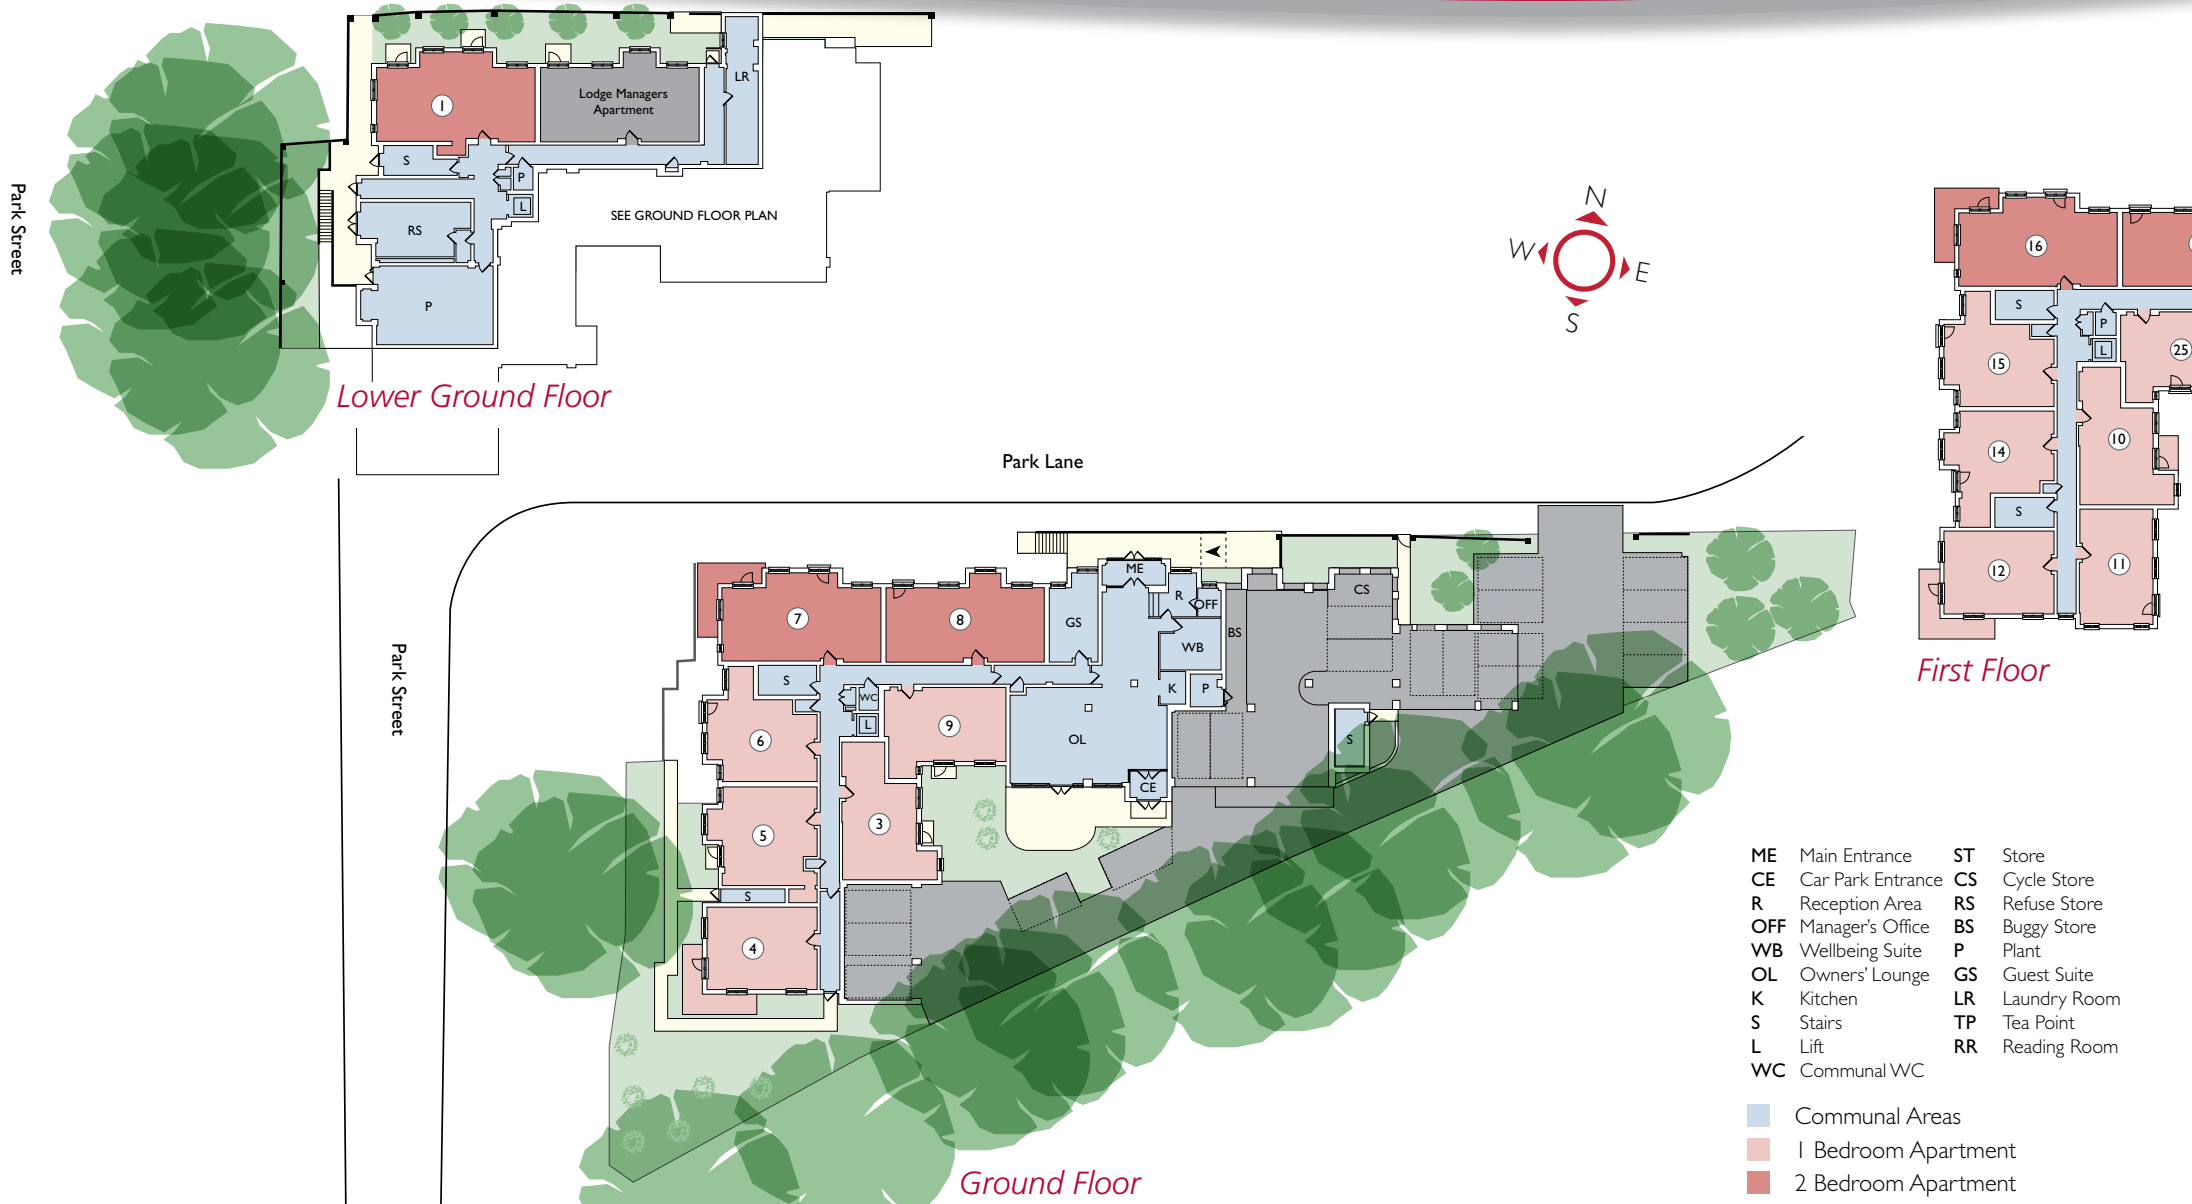 LR
1
Lodge Managers
Apartment
S
P
L
RS
P
SEE GROUND FLOOR PLAN
Park Street
Lower Ground Floor
N
W
E
S
16
S
P
L
15
25
10
14
S
12
11
First Floor
Park Lane
Park Street
ME
R
OFF
CS
7
8
GS
BS
WB
S
WC
K
P
L
9
6
OL
S
CE
5
3
S
4
Ground Floor
ME Main Entrance
CE Car Park Entrance
R Reception Area
OFF Manager's Office
WB Wellbeing Suite
OL Owners' Lounge
K Kitchen
S Stairs
L Lift
WC Communal WC
ST Store
CS Cycle Store
RS Refuse Store
BS Buggy Store
P Plant
GS Guest Suite
LR Laundry Room
TP Tea Point
RR Reading Room
Communal Areas
1 Bedroom Apartment
2 Bedroom Apartment